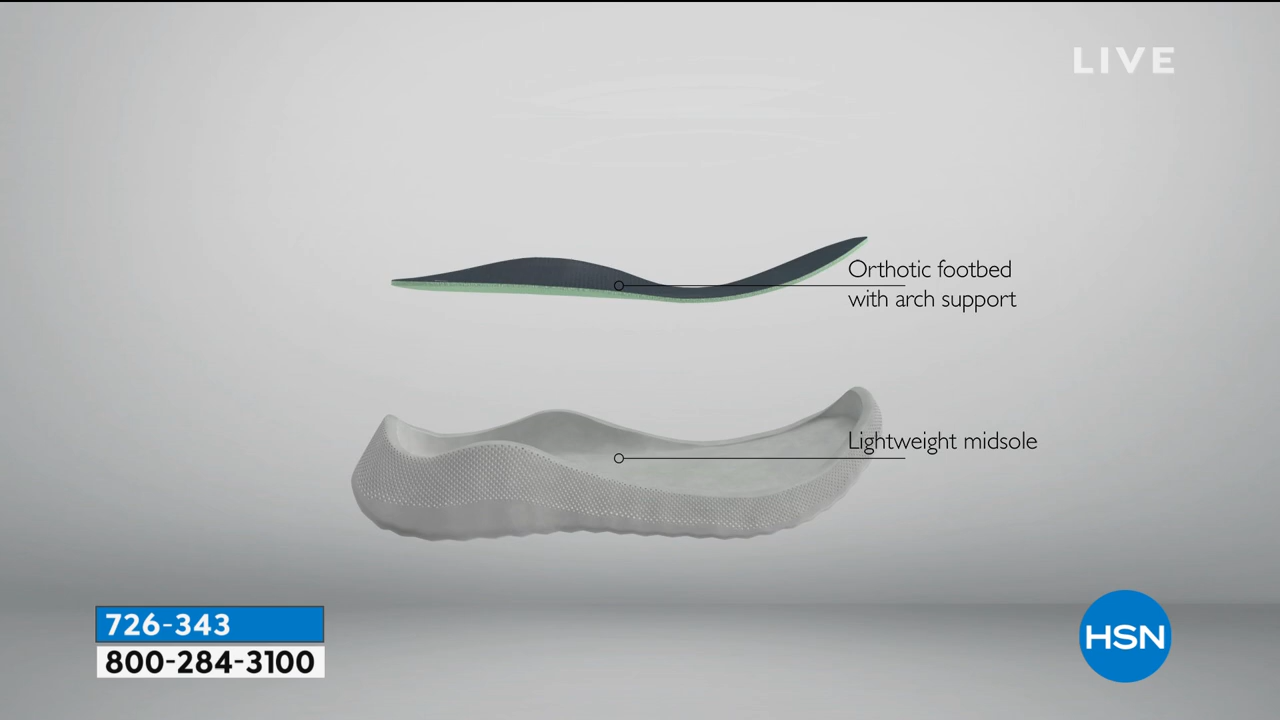 LIVE
Orthotic footbed
with arch support
Lightweight midsole
726-343
800-284-3100
HSN